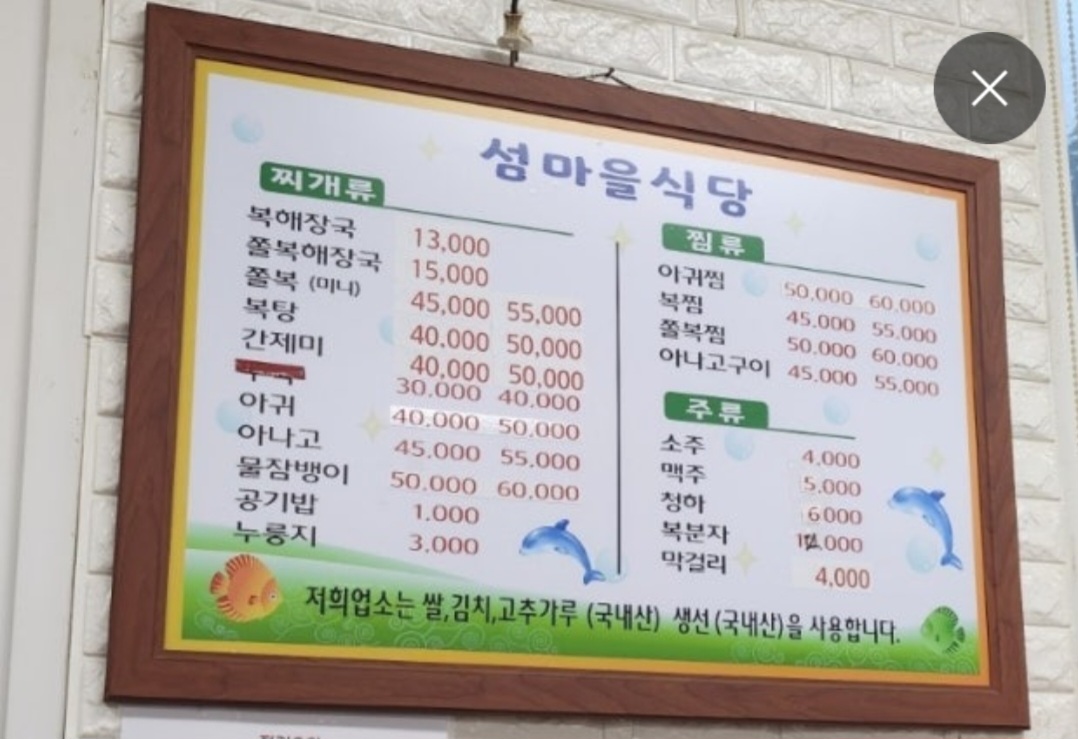 섬마을식당
찌개류
복해장국 13,000
쫄복해장국 15,000
쫄복 (미니) 45,000 55,000
복탕 40.000 50,000
간제미 40.000 50,000
30.000 40.000
아귀 40.000 50.000
아나고 45.000 55.000
물잠뱅이 50.000 60.000
공기밥 1.000
누룽지 3.000
찜류
아귀찜 50.000 60.000
복찜 45.000 55.000
쫄복찜 50.000 60.000
아나고구이 45.000 55.000
주류
소주 4.000
맥주 5.000
청하 6000
복분자 12.000
막걸리 4,000
저희업소는 쌀,김치,고추가루 (국내산) 생선(국내산)을 사용합니다.